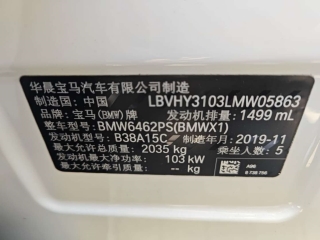 华晨宝马汽车有限公司制造
制造国：中国 LBVHY3103LMW05863
品牌：宝马(BMW)牌 发动机排量：1499 mL
整车型号：BMW6462PS(BMWX1)
发动机型号：B38A15C 制造年月：2019-11
最大允许总质量：2035 kg 乘坐人数：5
发动机最大净功率：103 kW
最大允许牵引质量：-- kg